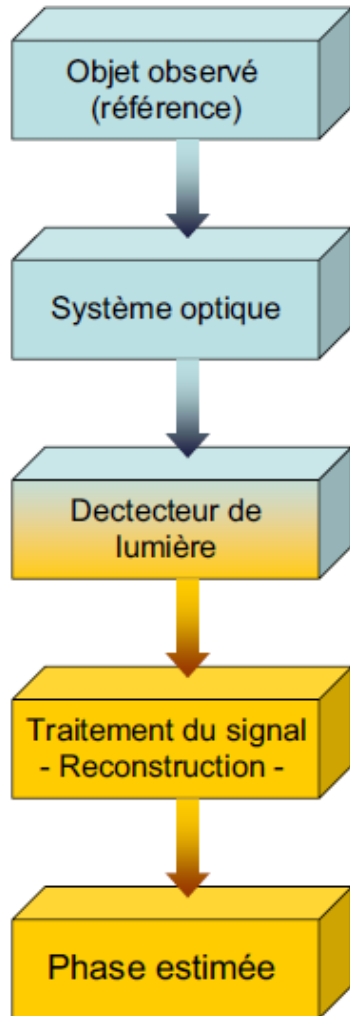 Objet observé
(référence)
Système optique
Dectecteur de
lumière
Traitement du signal
- Reconstruction -
Phase estimée